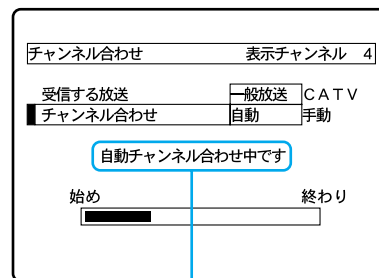 チャンネル合わせ 表示チャンネル 4
受信する放送 一般放送 CATV
チャンネル合わせ 自動 手動
自動チャンネル合わせ中です
始め 終わり